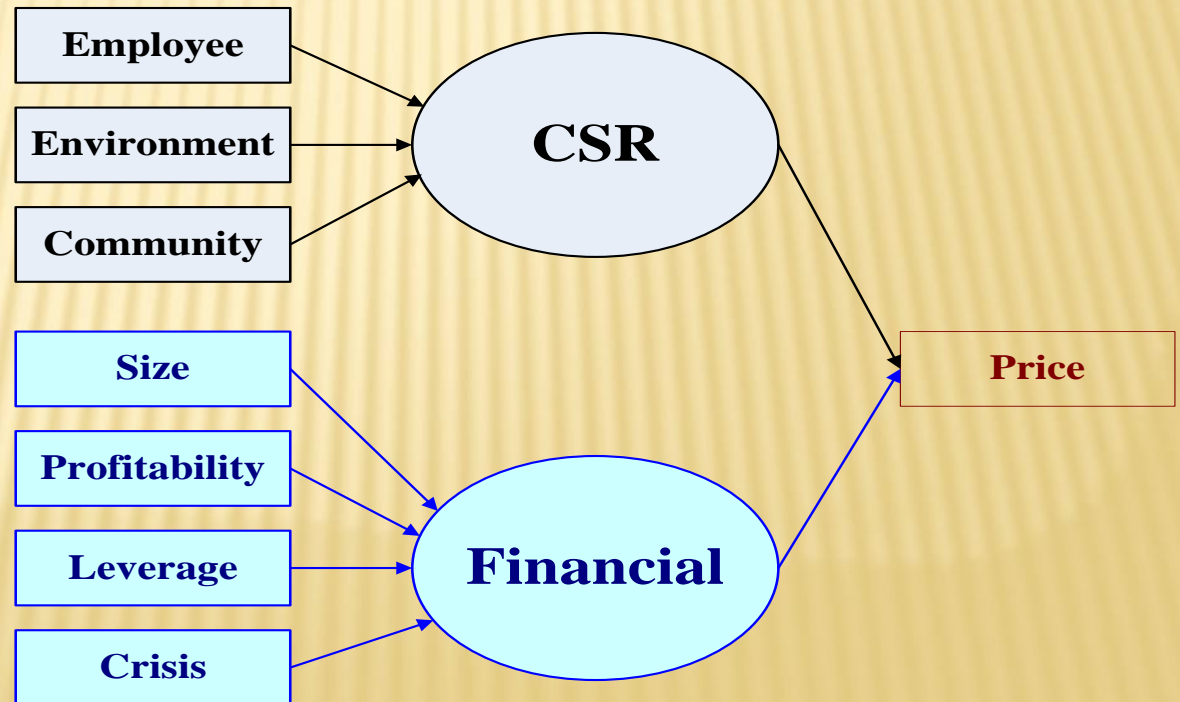 Employee
Environment
Community
CSR
Size
Profitability
Leverage
Crisis
Financial
Price